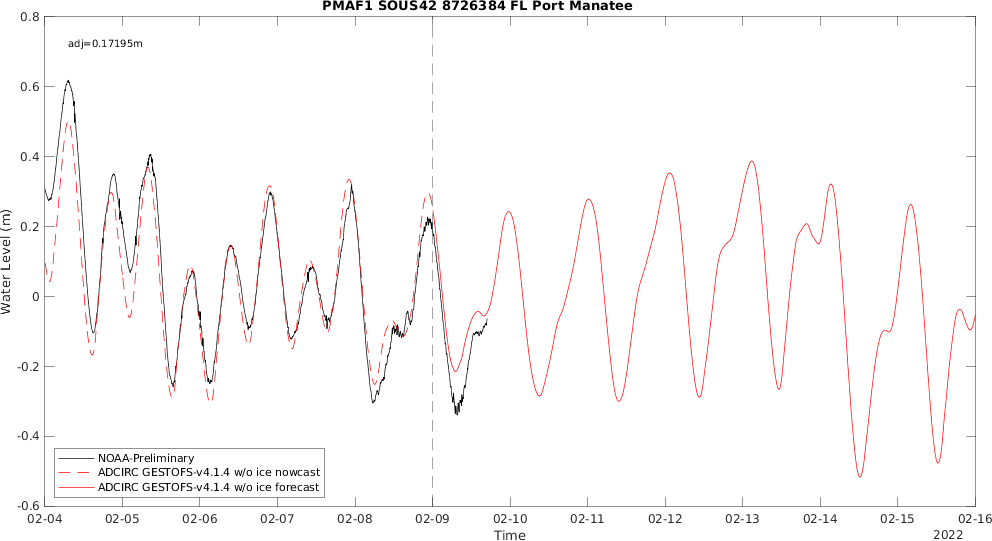 PMAF1 SOUS42 8726384 FL Port Manatee
adj=0.17195m
Water Level (m)
0.8
0.6
0.4
0.2
0
-0.2
-0.4
-0.6
NOAA-Preliminary
ADCIRC GESTOFS-v4.1.4 w/o ice nowcast
ADCIRC GESTOFS-v4.1.4 w/o ice forecast
02-04 02-05 02-06 02-07 02-08 02-09 02-10 02-11 02-12 02-13 02-14 02-15 02-16
Time
2022